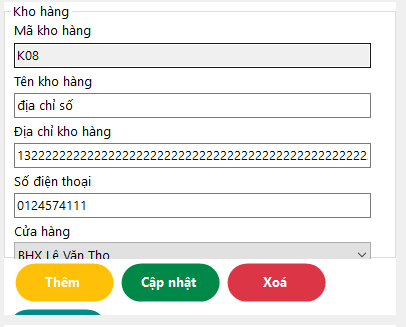 Kho hàng
Mã kho hàng
K08
Tên kho hàng
địa chỉ số
Địa chỉ kho hàng
Số điện thoại
0124574111
Cửa hàng
BHX Lê Văn Thọ
Thêm
Cập nhật
Xoá